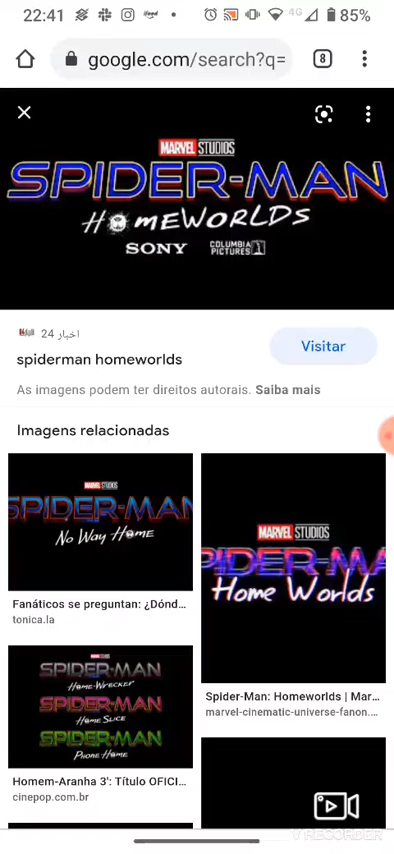 22:41
4G
85%
google.com/search?q=
8
MARVEL STUDIOS
SPIDER-MAN
HOMEWORLDS
SONY
COLUMBIA
PICTURES
اخبار 24
Visitar
spiderman homeworlds
As imagens podem ter direitos autorais. Saiba mais
Imagens relacionadas
MARVEL STUDIOS
SPIDER-MAN
No Way Home
Fanáticos se preguntan: ¿Dónd...
tonica.la
MARVEL STUDIOS
SPIDER-MAN
Home-Wrecker
SPIDER-MAN
Home Slice
SPIDER-MAN
Phone Home
Homem-Aranha 3': Título OFICI...
cinepop.com.br
MARVEL STUDIOS
PIDER-MA
Home Worlds
Spider-Man: Homeworlds | Mar...
marvel-cinematic-universe-fanon....
RECORDER